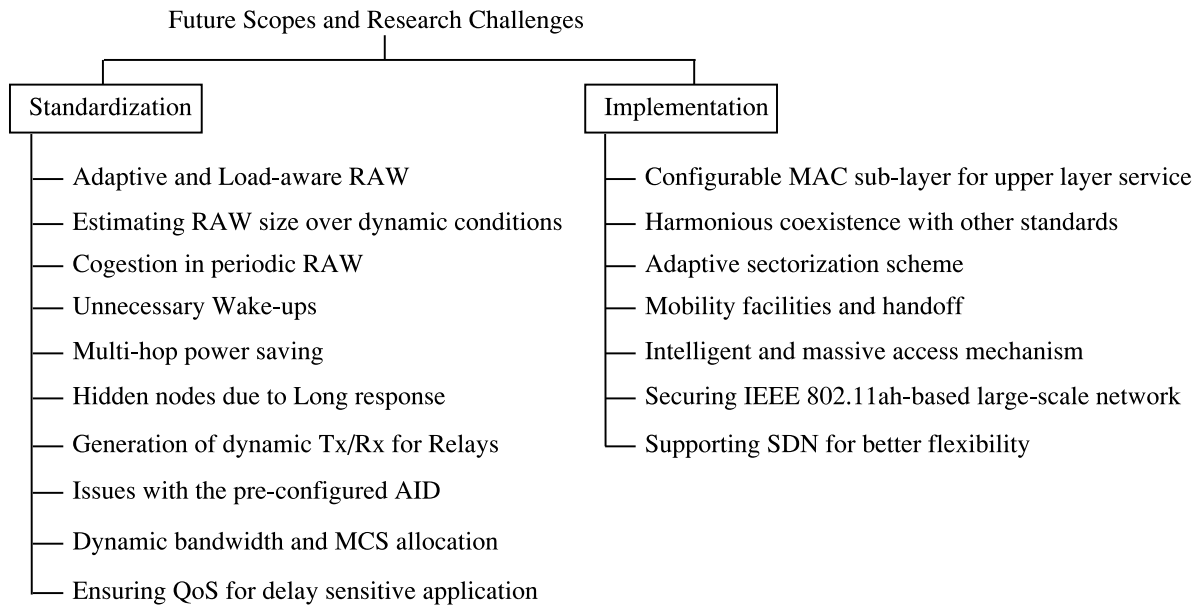 Future Scopes and Research Challenges
Standardization
Adaptive and Load-aware RAW
Estimating RAW size over dynamic conditions
Cogestion in periodic RAW
Unnecessary Wake-ups
Multi-hop power saving
Hidden nodes due to Long response
Generation of dynamic Tx/Rx for Relays
Issues with the pre-configured AID
Dynamic bandwidth and MCS allocation
Ensuring QoS for delay sensitive application
Implementation
Configurable MAC sub-layer for upper layer service
Harmonious coexistence with other standards
Adaptive sectorization scheme
Mobility facilities and handoff
Intelligent and massive access mechanism
Securing IEEE 802.11ah-based large-scale network
Supporting SDN for better flexibility